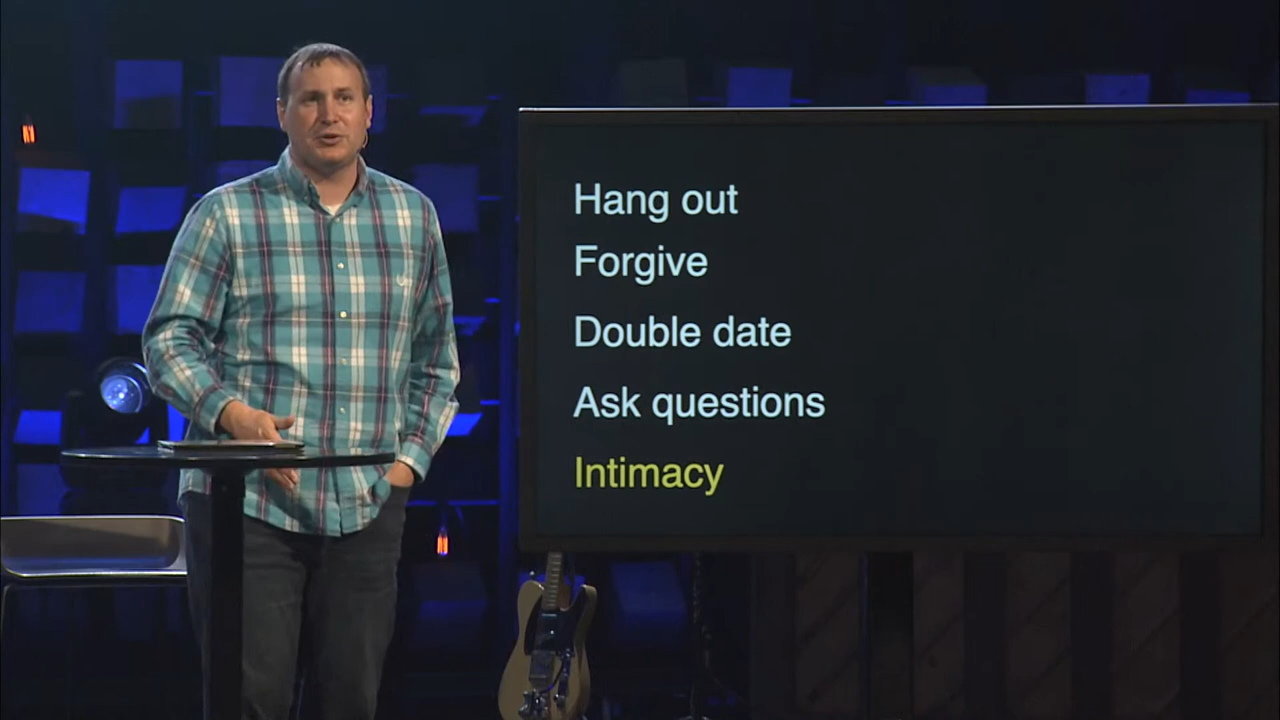 Hang out
Forgive
Double date
Ask questions
Intimacy